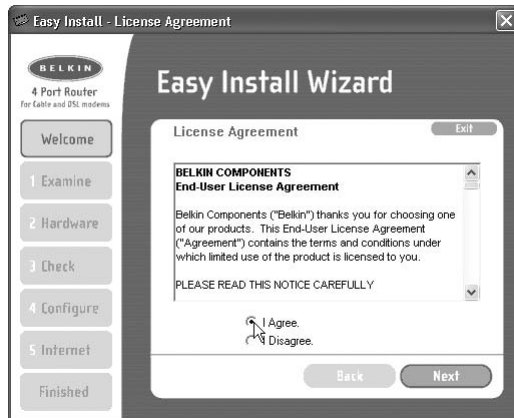 Easy Install - License Agreement
BELKIN
4 Port Router
for Cable and DSL modems
Easy Install Wizard
Welcome
1 Examine
2 Hardware
3 Check
4 Configure
5 Internet
Finished
License Agreement
Exit
BELKIN COMPONENTS
End-User License Agreement
Belkin Components ("Belkin") thanks you for choosing one
of our products. This End-User License Agreement
("Agreement") contains the terms and conditions under
which limited use of the product is licensed to you.
PLEASE READ THIS NOTICE CAREFULLY
I Agree.
I Disagree.
Back
Next